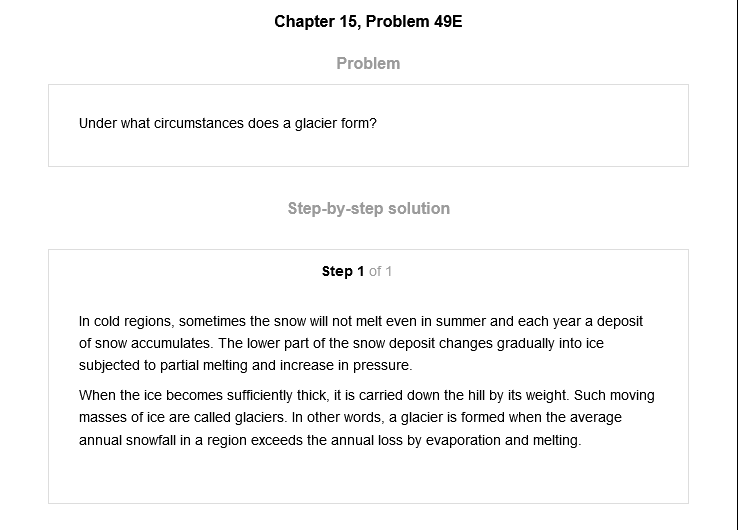 Chapter 15, Problem 49E
Problem
Under what circumstances does a glacier form?
Step-by-step solution
Step 1 of 1
In cold regions, sometimes the snow will not melt even in summer and each year a deposit
of snow accumulates. The lower part of the snow deposit changes gradually into ice
subjected to partial melting and increase in pressure.
When the ice becomes sufficiently thick, it is carried down the hill by its weight. Such moving
masses of ice are called glaciers. In other words, a glacier is formed when the average
annual snowfall in a region exceeds the annual loss by evaporation and melting.